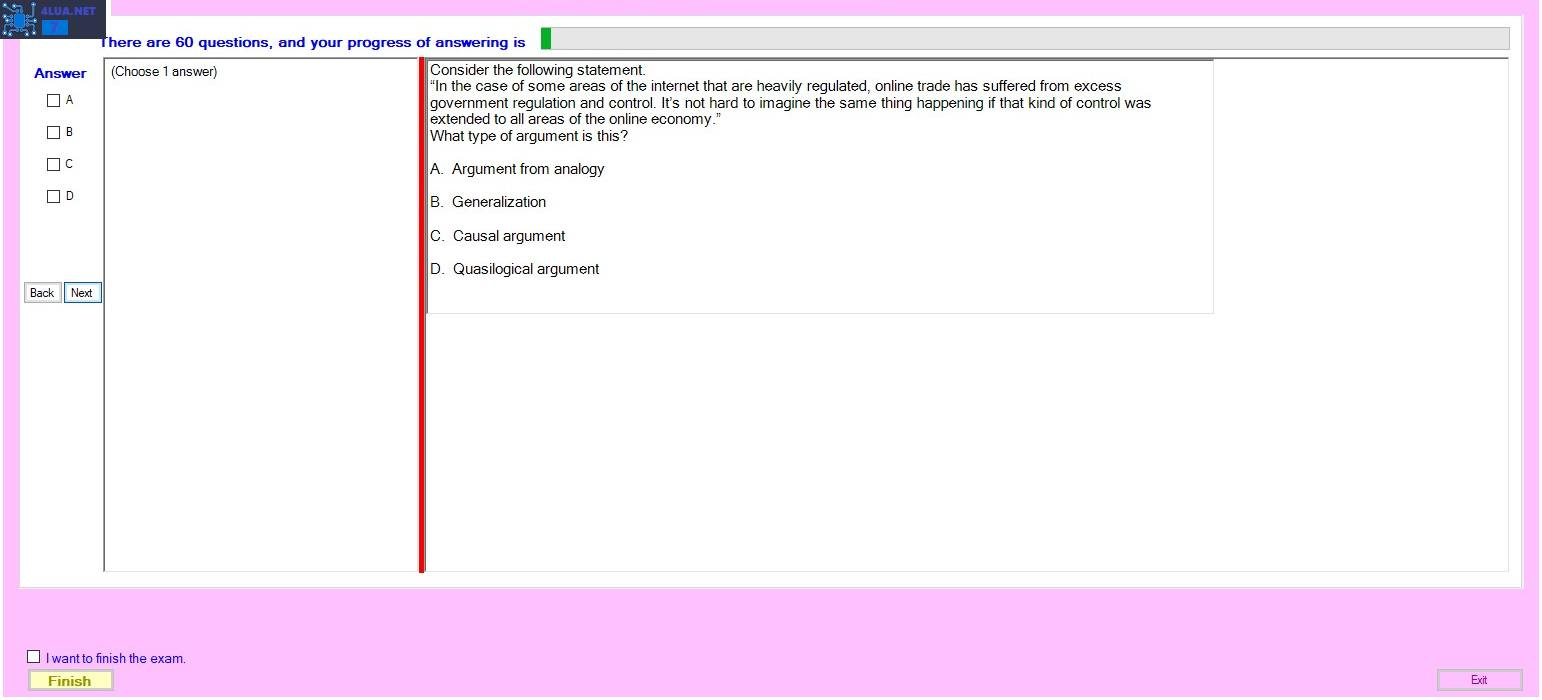 4LUA.NET
7
There are 60 questions, and your progress of answering is
Answer
A
B
C
D
Back Next
(Choose 1 answer)
Consider the following statement.
“In the case of some areas of the internet that are heavily regulated, online trade has suffered from excess
government regulation and control. It’s not hard to imagine the same thing happening if that kind of control was
extended to all areas of the online economy.”
What type of argument is this?
A. Argument from analogy
B. Generalization
C. Causal argument
D. Quasilogical argument
I want to finish the exam.
Finish
Exit